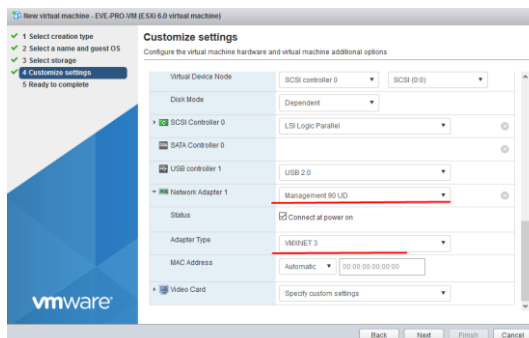 New virtual machine - EVE-PRO-VM (ESXi 6.0 virtual machine)
1 Select creation type
2 Select a name and guest OS
3 Select storage
4 Customize settings
5 Ready to complete
Customize settings
Configure the virtual machine hardware and virtual machine additional options
Virtual Device Node SCSI controller 0 SCSI (0:0)
Disk Mode Dependent
SCSI Controller 0 LSI Logic Parallel
SATA Controller 0
USB controller 1 USB 2.0
Network Adapter 1 Management 90 UD
Status Connect at power on
Adapter Type VMXNET 3
MAC Address Automatic 00:00:00:00:00:00
Video Card Specify custom settings
vmware
Back Next Finish Cancel